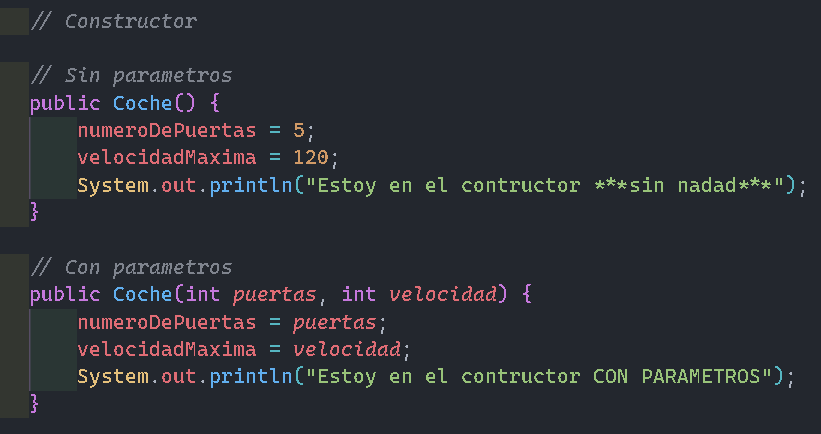 // Constructor
// Sin parametros
public Coche() {
numeroDePuertas = 5;
velocidadMaxima = 120;
System.out.println("Estoy en el contructor ***sin nadad***");
}
// Con parametros
public Coche(int puertas, int velocidad) {
numeroDePuertas = puertas;
velocidadMaxima = velocidad;
System.out.println("Estoy en el contructor CON PARAMETROS");
}